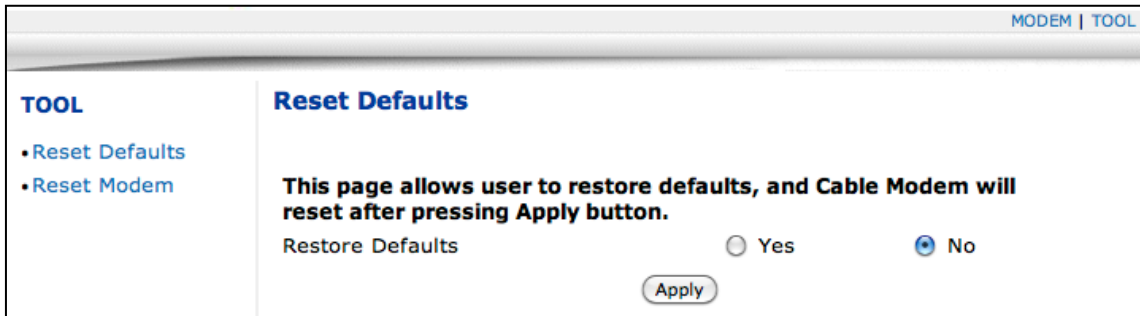 MODEM | TOOL
TOOL
•Reset Defaults
•Reset Modem
Reset Defaults
This page allows user to restore defaults, and Cable Modem will
reset after pressing Apply button.
Restore Defaults Yes No
Apply